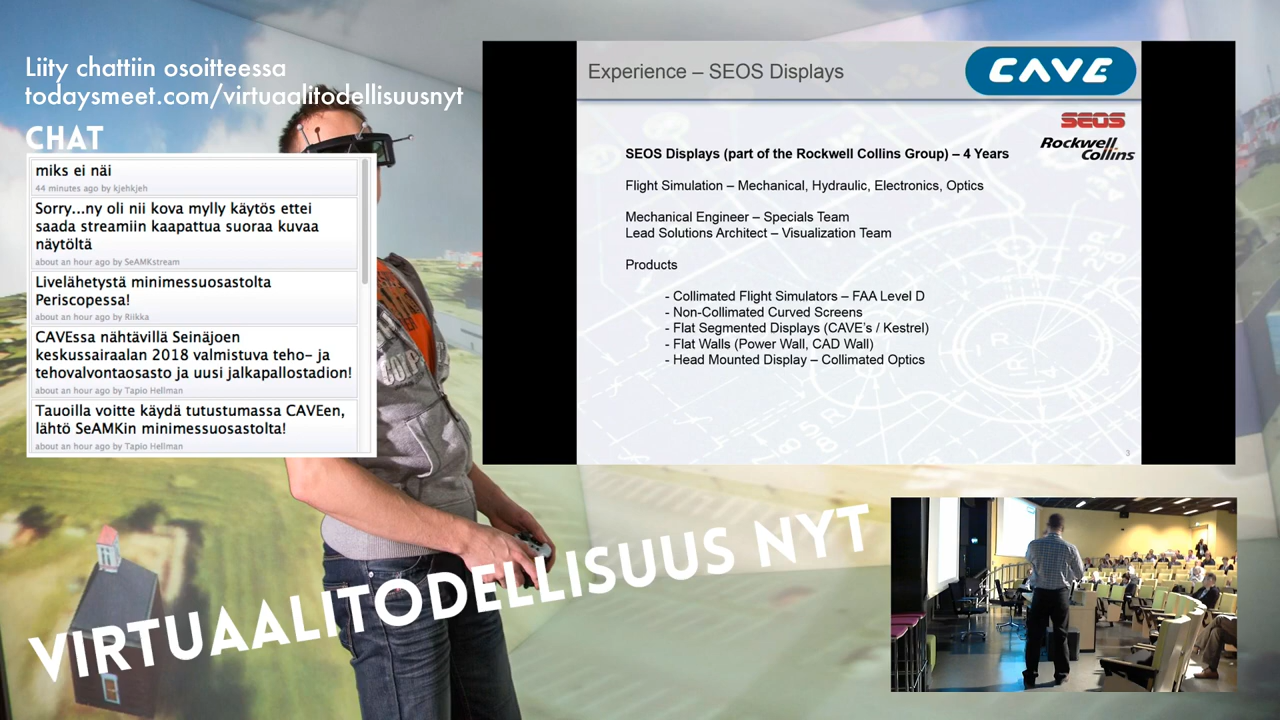 Liity chattiin osoitteessa
todaysmeet.com/virtuaalitodellisuusnyt
CHAT
miks ei näi
44 minutes ago by kjehkjeh
Sorry...ny oli nii kova mylly käytös ettei
saada streamiin kaapattua suoraa kuvaa
näytöltä
about an hour ago by SeAMKstream
Livelähetystä minimessuosastolta
Periscopessa!
about an hour ago by Riikka
CAVEssa nähtävillä Seinäjoen
keskussairaalan 2018 valmistuva teho- ja
tehovalvontaosasto ja uusi jalkapallostadion!
about an hour ago by Tapio Hellman
Tauoilla voitte käydä tutustumassa CAVEen,
lähtö SeAMKin minimessuosastolta!
about an hour ago by Tapio Hellman
Experience – SEOS Displays
CAVE
SEOS
Rockwell
Collins
SEOS Displays (part of the Rockwell Collins Group) – 4 Years
Flight Simulation – Mechanical, Hydraulic, Electronics, Optics
Mechanical Engineer – Specials Team
Lead Solutions Architect – Visualization Team
Products
- Collimated Flight Simulators – FAA Level D
- Non-Collimated Curved Screens
- Flat Segmented Displays (CAVE's / Kestrel)
- Flat Walls (Power Wall, CAD Wall)
- Head Mounted Display – Collimated Optics
3
VIRTUAALITODELLISUUS NYT